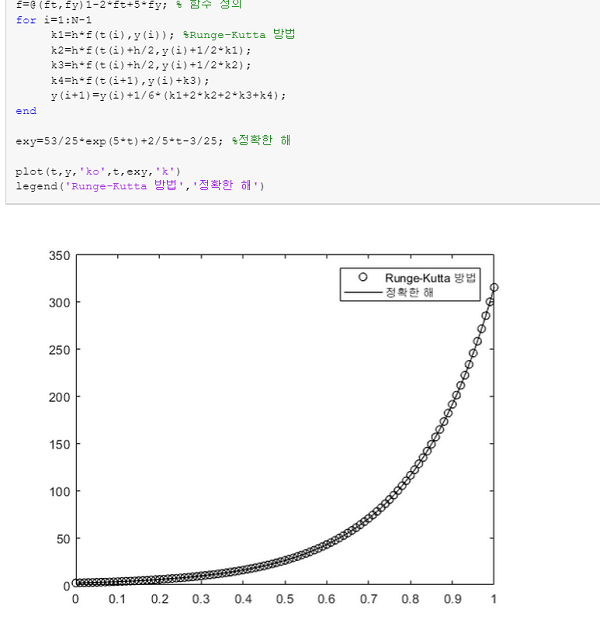 f=@(ft,fy)1-2*ft+5*fy; % 함수 정의
for i=1:N-1
k1=h*f(t(i),y(i)); %Runge-Kutta 방법
k2=h*f(t(i)+h/2,y(i)+1/2*k1);
k3=h*f(t(i)+h/2,y(i)+1/2*k2);
k4=h*f(t(i+1),y(i)+k3);
y(i+1)=y(i)+1/6*(k1+2*k2+2*k3+k4);
end
exy=53/25*exp(5*t)+2/5*t-3/25; %정확한 해
plot(t,y,'ko',t,exy,'k')
legend('Runge-Kutta 방법','정확한 해')
350
Runge-Kutta 방법
정확한 해
300
250
200
150
100
50
0
0 0.1 0.2 0.3 0.4 0.5 0.6 0.7 0.8 0.9 1